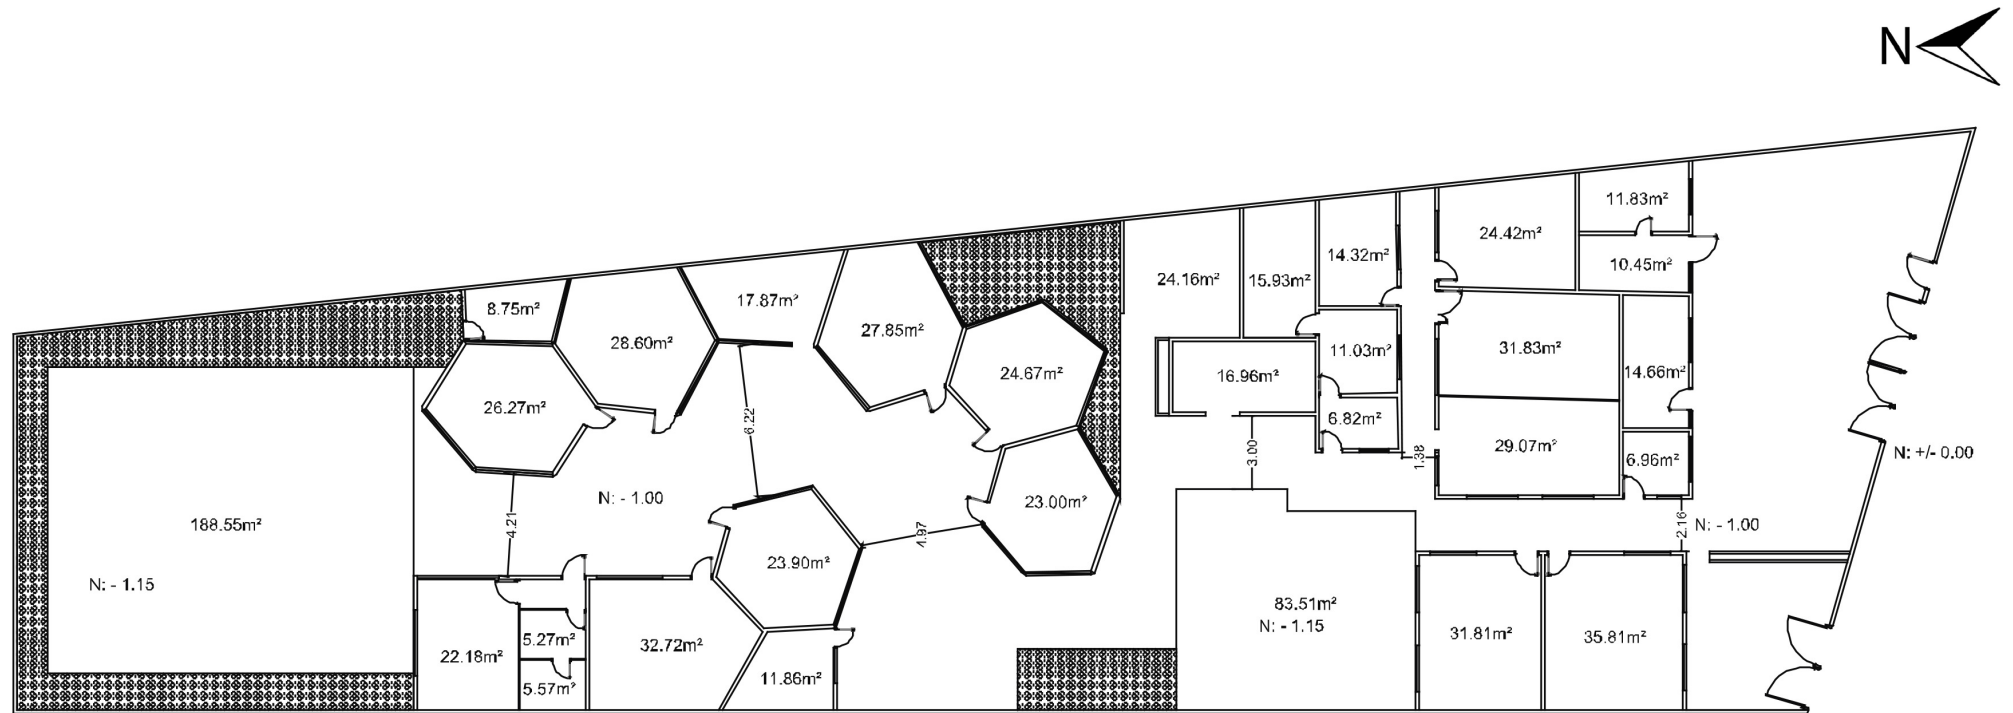 N
11.83m²
24.42m²
10.45m²
14.32m²
24.16m²
15.93m²
17.87m²
8.75m²
27.85m²
28.60m²
31.83m²
11.03m²
14.66m²
24.67m²
16.96m²
26.27m²
6.82m²
6.22
29.07m²
3.00
1.38
6.96m²
N: +/- 0.00
N: - 1.00
23.00m²
188.55m²
4.21
4.97
2.16
N: - 1.00
23.90m²
N: - 1.15
83.51m²
N: - 1.15
5.27m²
32.72m²
22.18m²
31.81m²
35.81m²
11.86m²
5.57m²